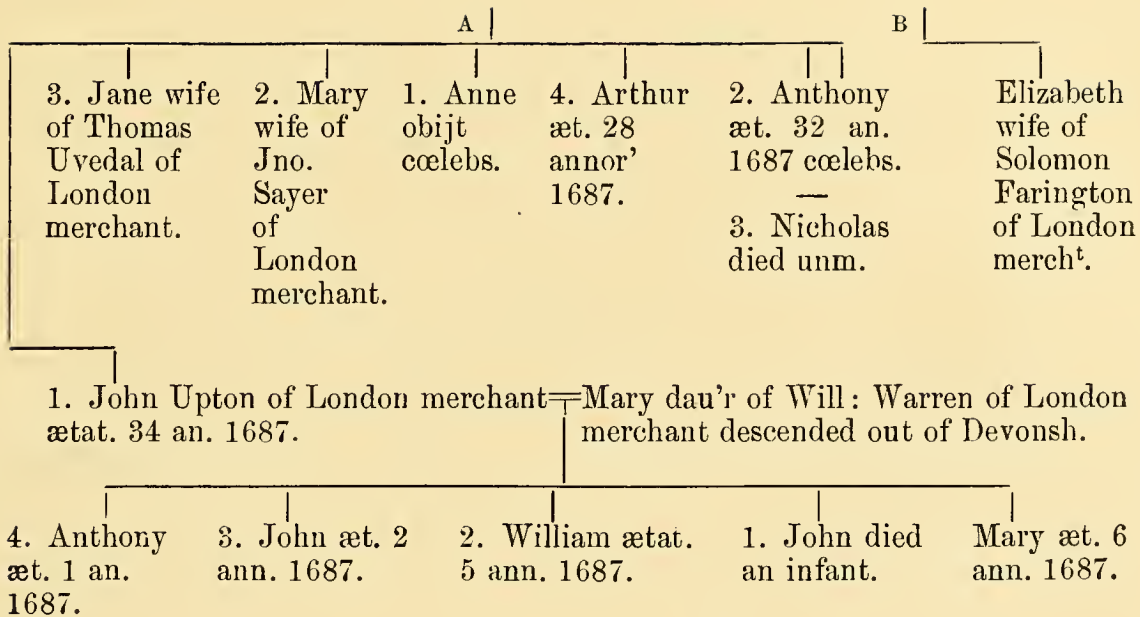 A B
3. Jane wife
of Thomas
Uvedal of
London
merchant.
2. Mary
wife of
Jno.
Sayer
of
London
merchant.
1. Anne
obijt
cœlebs.
4. Arthur
æt. 28
annor'
1687.
2. Anthony
æt. 32 an.
1687 cœlebs.
—
3. Nicholas
died unm.
Elizabeth
wife of
Solomon
Farington
of London
mercht.
1. John Upton of London merchant=Mary dau'r of Will: Warren of London
ætat. 34 an. 1687. merchant descended out of Devonsh.
4. Anthony
æt. 1 an.
1687.
3. John æt. 2
ann. 1687.
2. William ætat.
5 ann. 1687.
1. John died
an infant.
Mary æt. 6
ann. 1687.